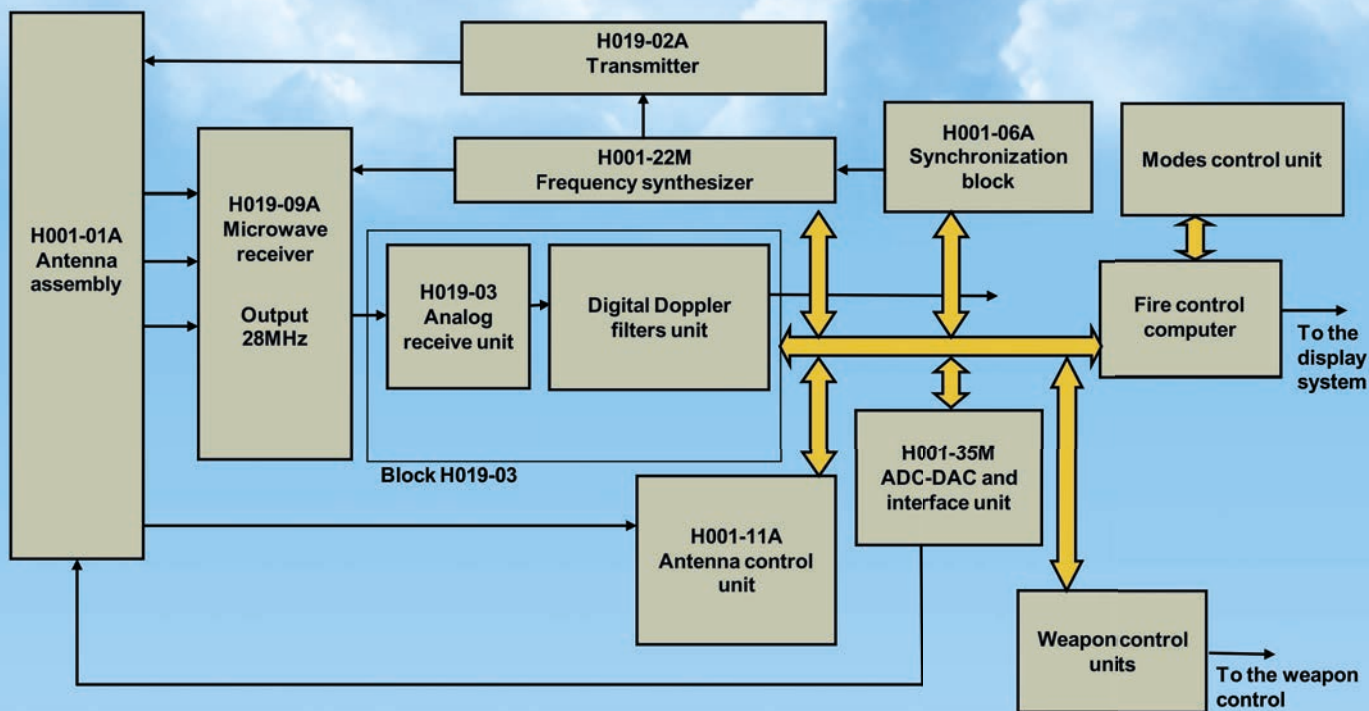 H019-02A
Transmitter
H001-22M
Frequency synthesizer
H001-06A
Synchronization
block
Modes control unit
H001-01A
Antenna
assembly
H019-09A
Microwave
receiver
Output
28MHz
H019-03
Analog
receive unit
Digital Doppler
filters unit
Fire control
computer
To the
display
system
Block H019-03
H001-35M
ADC-DAC and
interface unit
H001-11A
Antenna control
unit
Weapon control
units
To the weapon
control